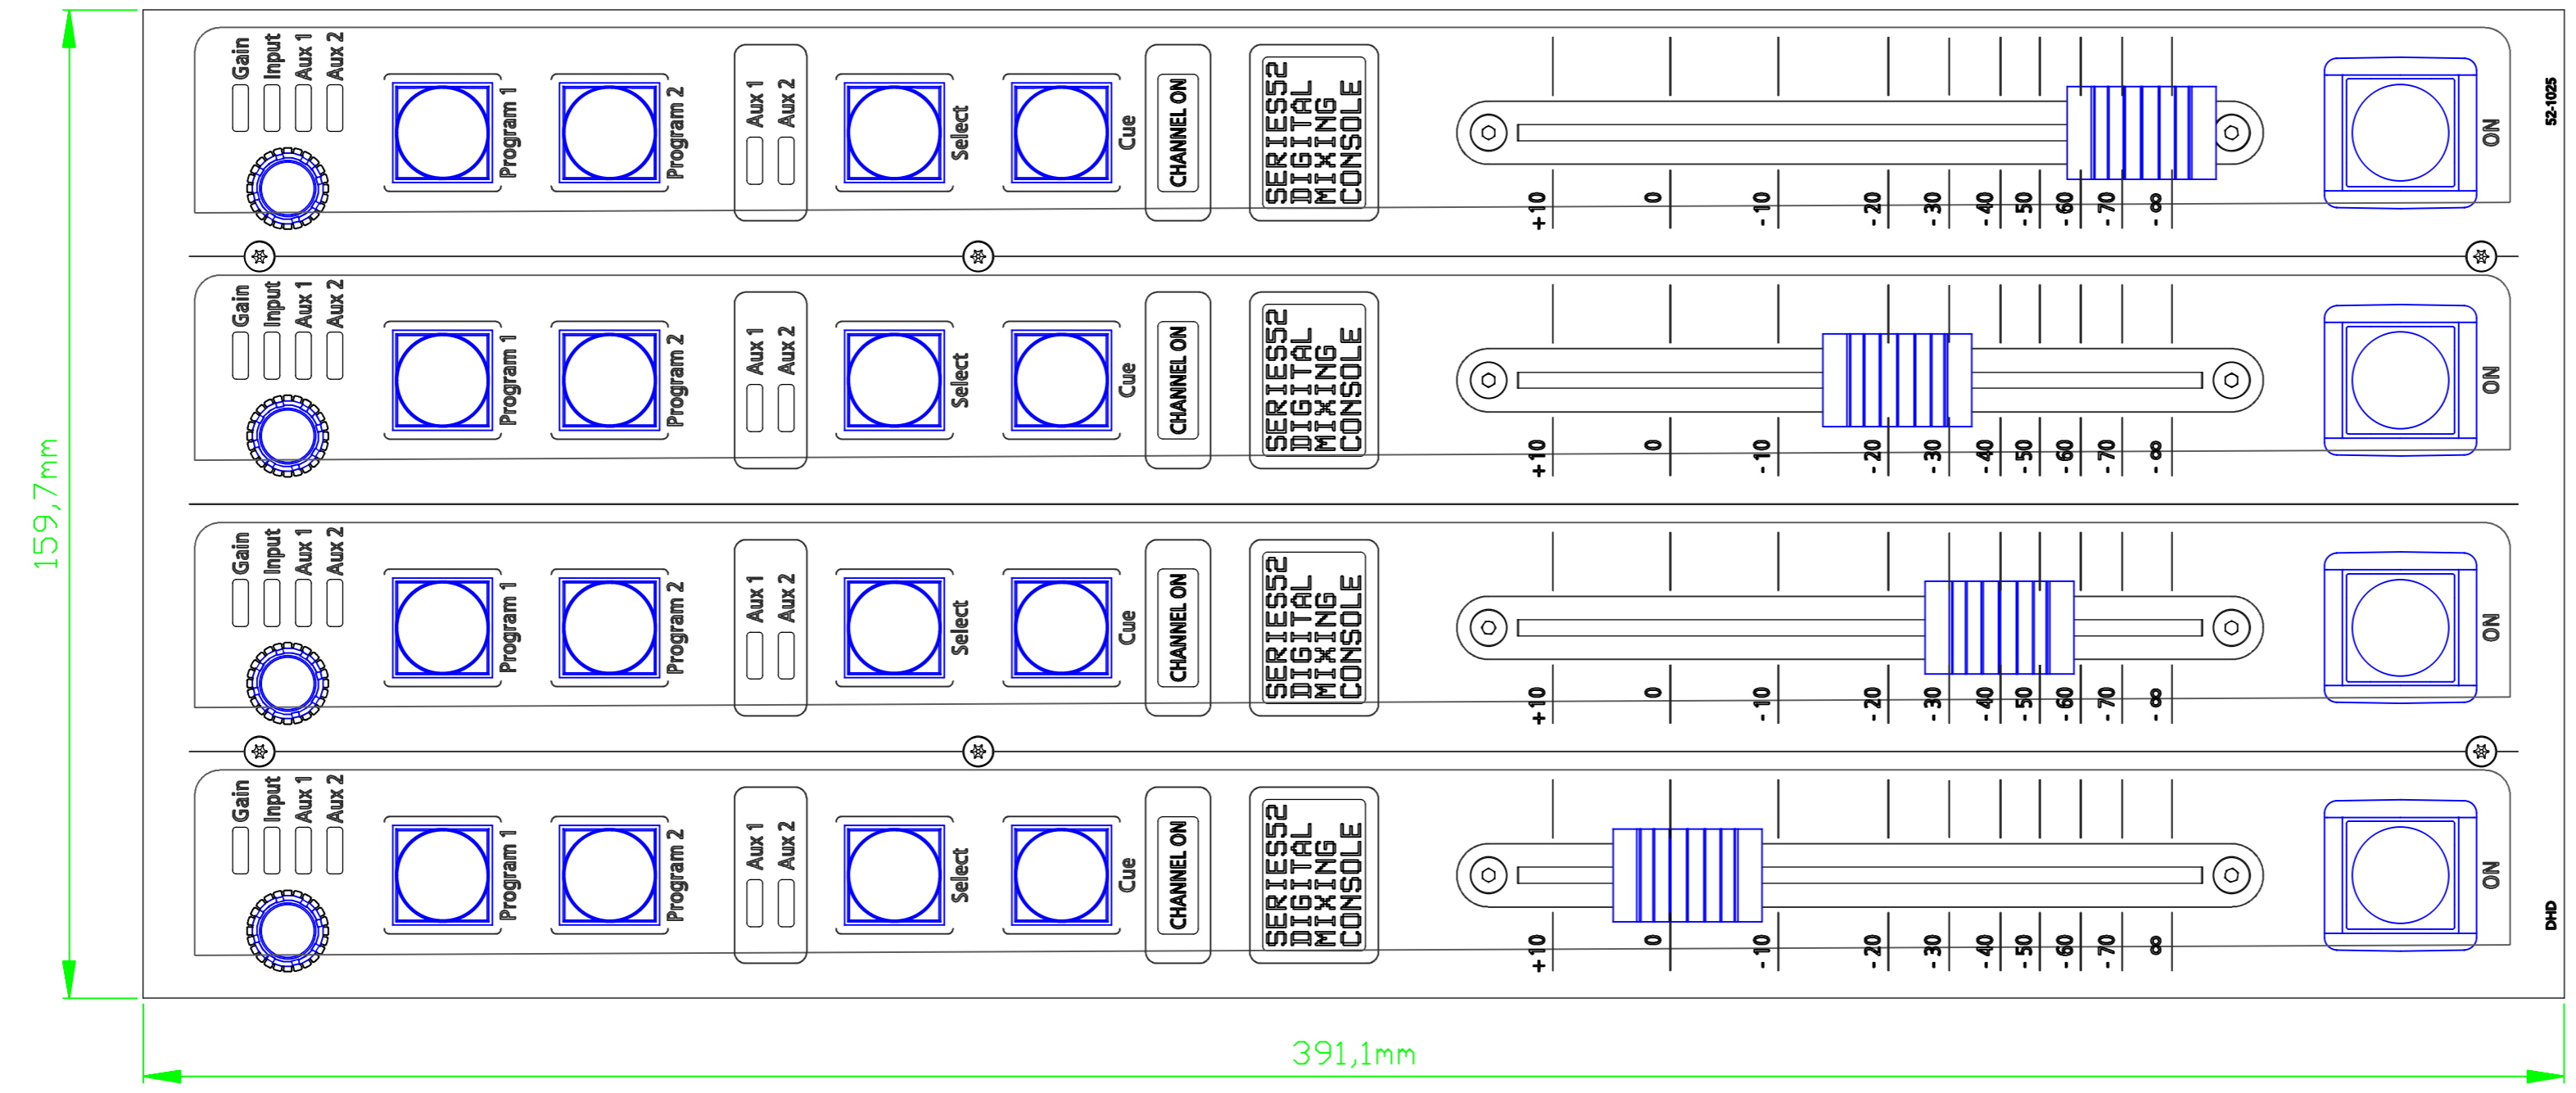 Gain
Input
Aux 1
Aux 2
Program 1
Program 2
Aux 1
Aux 2
Select
Cue
CHANNEL ON
SERIES52
DIGITAL
MIXING
CONSOLE
+10
0
- 10
- 20
- 30
- 40
- 50
- 60
- 70
- ∞
ON
52-1025
Gain
Input
Aux 1
Aux 2
Program 1
Program 2
Aux 1
Aux 2
Select
Cue
CHANNEL ON
SERIES52
DIGITAL
MIXING
CONSOLE
+10
0
- 10
- 20
- 30
- 40
- 50
- 60
- 70
- ∞
ON
159,7mm
Gain
Input
Aux 1
Aux 2
Program 1
Program 2
Aux 1
Aux 2
Select
Cue
CHANNEL ON
SERIES52
DIGITAL
MIXING
CONSOLE
+10
0
- 10
- 20
- 30
- 40
- 50
- 60
- 70
- ∞
ON
Gain
Input
Aux 1
Aux 2
Program 1
Program 2
Aux 1
Aux 2
Select
Cue
CHANNEL ON
SERIES52
DIGITAL
MIXING
CONSOLE
+10
0
- 10
- 20
- 30
- 40
- 50
- 60
- 70
- ∞
ON
DHD
391,1mm